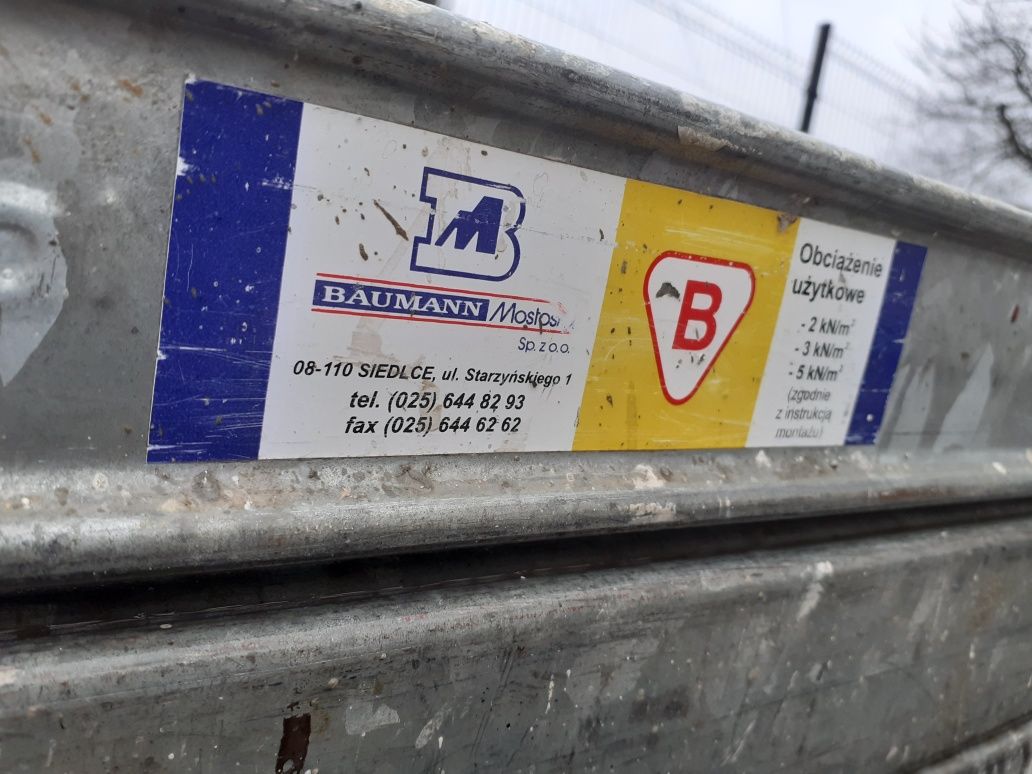 B
M
BAUMANN
Sp. z o.o.
08-110 SIEDLCE, ul. Starzyńskiego 1
tel. (025) 644 82 93
fax (025) 644 62 62
B
Obciążenie
użytkowe
- 2 kN/m²
- 3 kN/m²
- 5 kN/m²
(zgodnie
z instrukcją
montażu)